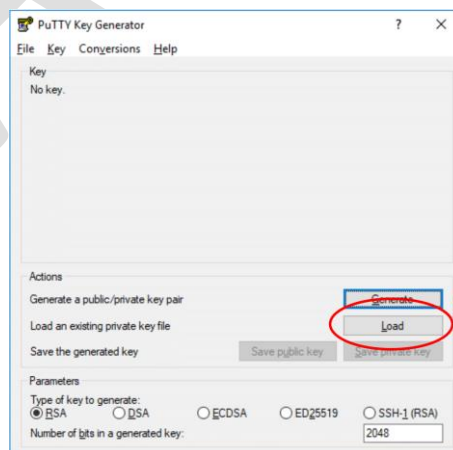 PuTTY Key Generator ? ×
File Key Conversions Help
Key
No key.
Actions
Generate a public/private key pair Generate
Load an existing private key file Load
Save the generated key Save public key Save private key
Parameters
Type of key to generate:
RSA DSA ECDSA ED25519 SSH-1 (RSA)
Number of bits in a generated key: 2048